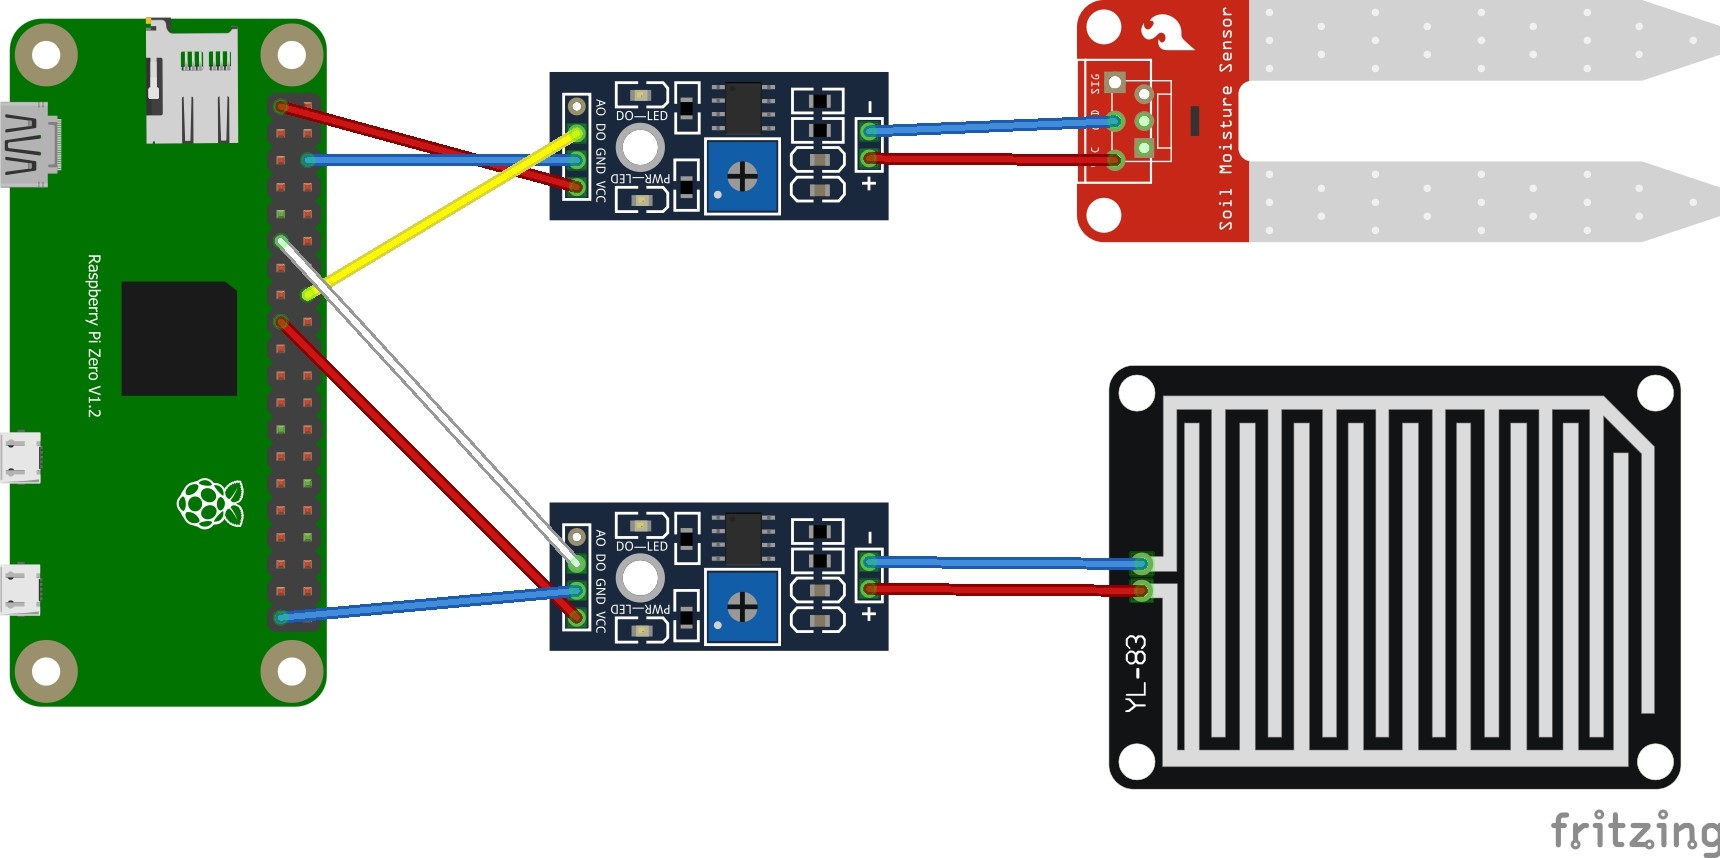 Raspberry Pi Zero V1.2
AO DO GND VCC
DO—LED
PWR—LED
-
+
SIG
Soil Moisture Sensor
AO DO GND VCC
DO—LED
PWR—LED
-
+
YL-83
fritzing